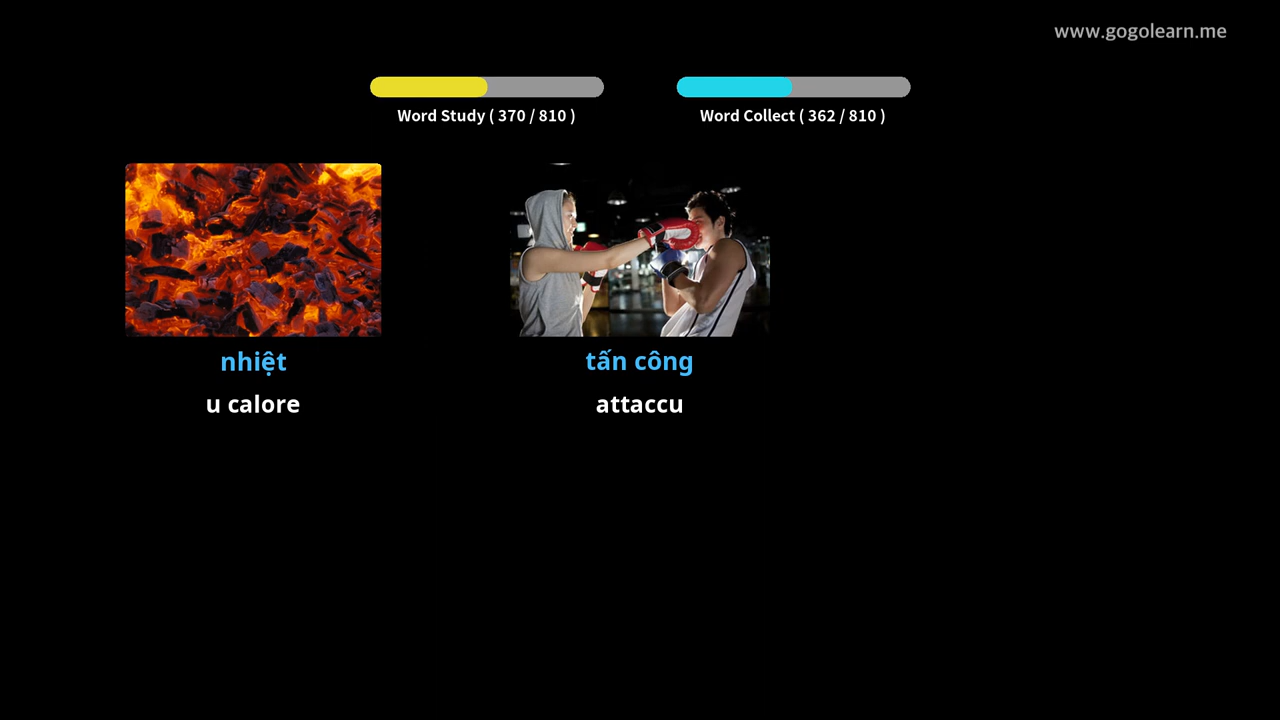 www.gogolearn.me
Word Study ( 370 / 810 )
Word Collect ( 362 / 810 )
nhiệt
u calore
tấn công
attaccu